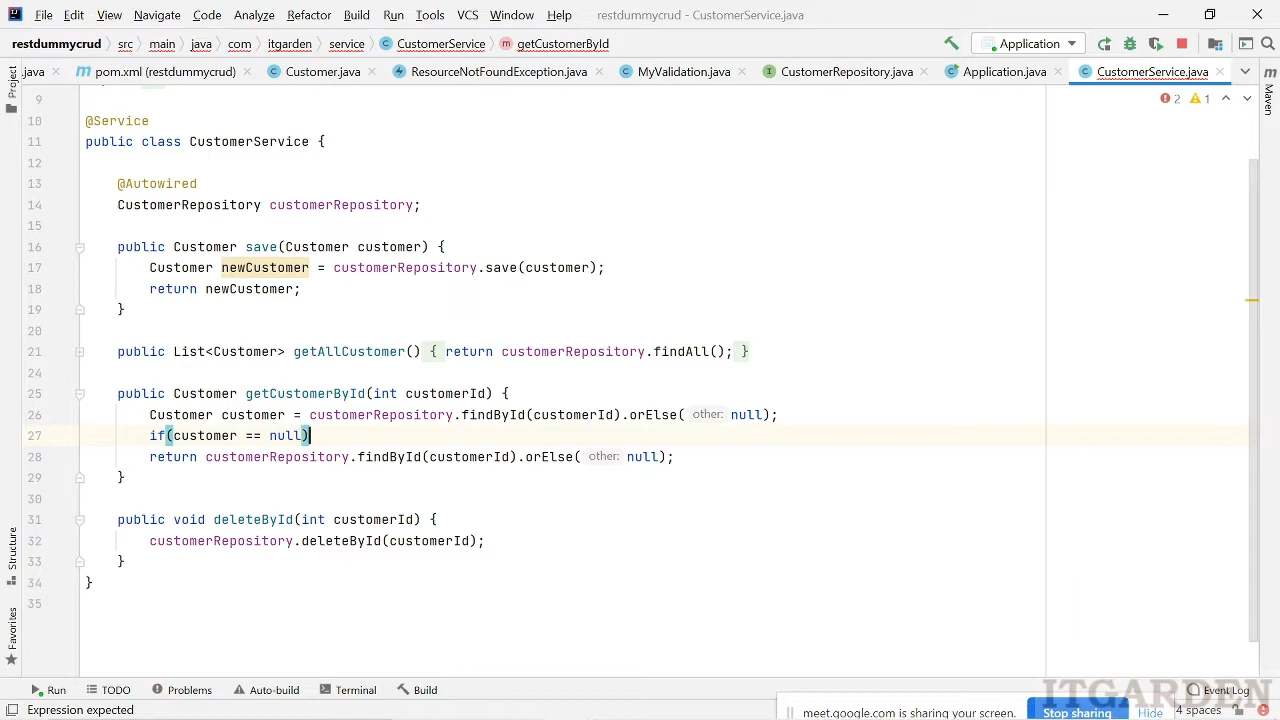 File Edit View Navigate Code Analyze Refactor Build Run Tools VCS Window Help restdummycrud - CustomerService.java
restdummycrud src main java com itgarden service CustomerService getCustomerById Application
java pom.xml (restdummycrud) Customer.java ResourceNotFoundException.java MyValidation.java CustomerRepository.java Application.java CustomerService.java
Project
Maven
2 1
9
10 @Service
11 public class CustomerService {
12
13 @Autowired
14 CustomerRepository customerRepository;
15
16 public Customer save(Customer customer) {
17 Customer newCustomer = customerRepository.save(customer);
18 return newCustomer;
19 }
20
21 public List<Customer> getAllCustomer() { return customerRepository.findAll(); }
24
25 public Customer getCustomerById(int customerId) {
26 Customer customer = customerRepository.findById(customerId).orElse( other: null);
27 if(customer == null)
28 return customerRepository.findById(customerId).orElse( other: null);
29 }
30
31 public void deleteById(int customerId) {
32 customerRepository.deleteById(customerId);
33 }
34 }
35
Structure
Favorites
Run TODO Problems Auto-build Terminal Build Event Log
Expression expected 4 spaces
meet.google.com is sharing your screen. Stop sharing Hide
ITGARDEN